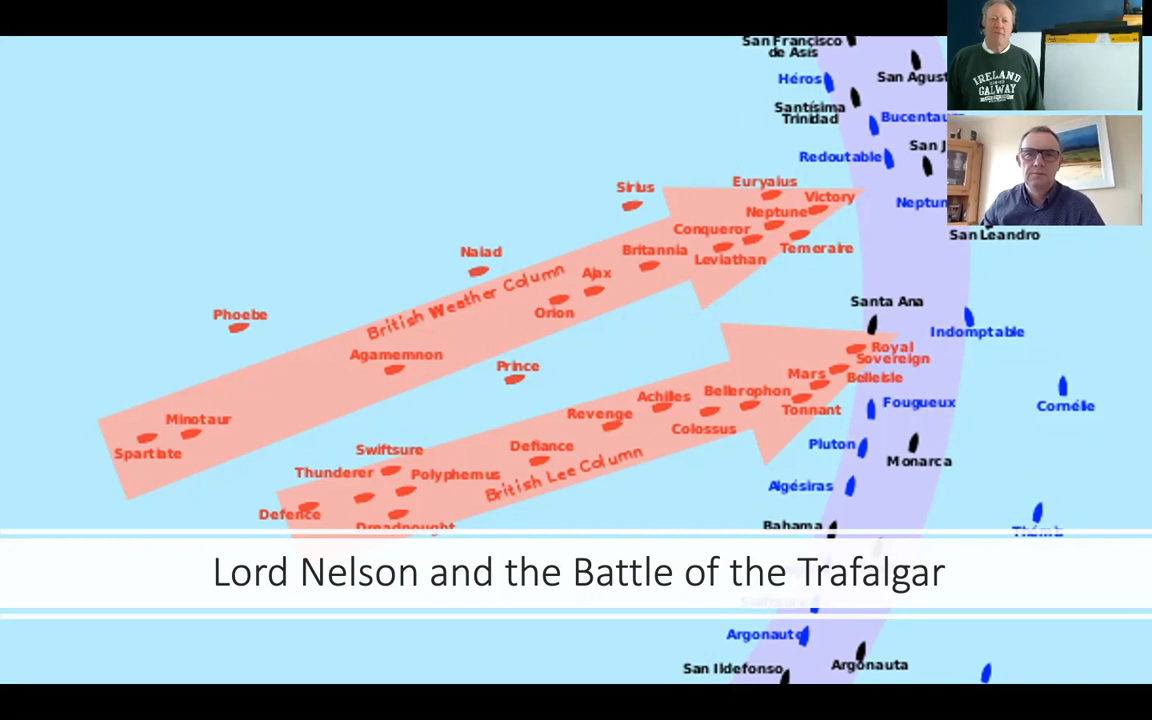 San Francisco
de Asis
San Agust
Héros
Santísima
Trinidad
Bucentau
Redoutable
San J
Neptun
San Leandro
Sirius
Euryalus
Victory
Neptune
Conqueror
Temeraire
Britannia
Leviathan
Naiad
Ajax
British Weather Column
Orion
Phoebe
Agamemnon
Prince
Minotaur
Spartiate
Santa Ana
Indomptable
Royal
Sovereign
Mars
Belleisle
Bellerophon
Achilles
Tonnant
Revenge
Colossus
Fougueux
Cornélie
Pluton
Monarca
Algésiras
Bahama
Swiftsure
Defiance
Thunderer
Polyphemus
British Lee Column
Defence
Dreadnought
Lord Nelson and the Battle of the Trafalgar
Argonaute
San Ildefonso
Argonauta
IRELAND
GALWAY